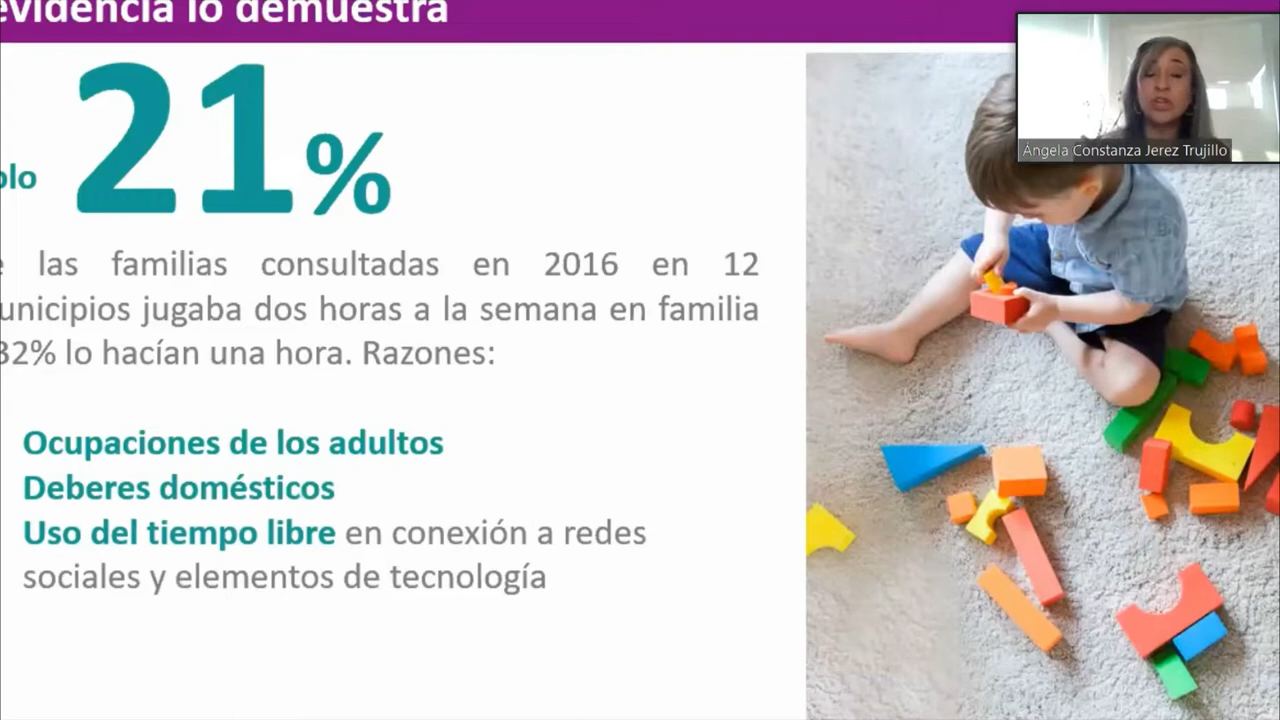 evidencia lo demuestra
olo 21%
e las familias consultadas en 2016 en 12
unicipios jugaba dos horas a la semana en familia
32% lo hacían una hora. Razones:
Ocupaciones de los adultos
Deberes domésticos
Uso del tiempo libre en conexión a redes
sociales y elementos de tecnología
Ángela Constanza Jerez Trujillo